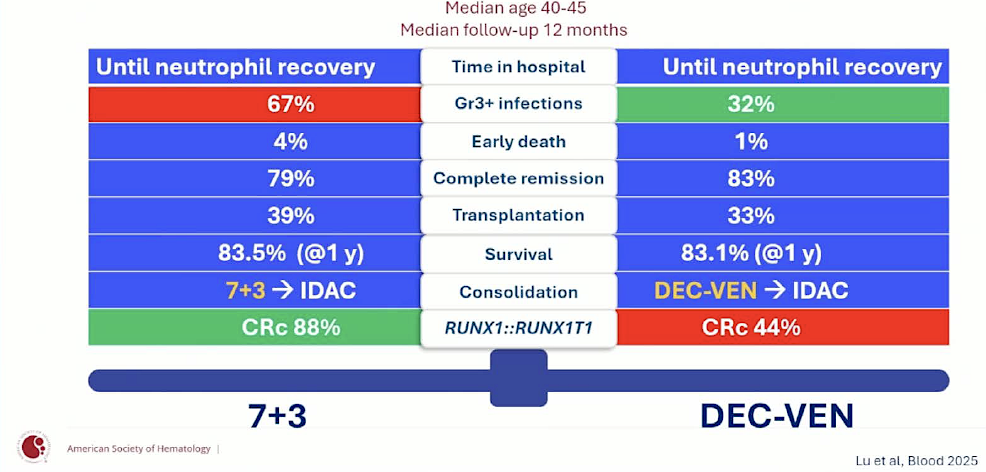 Median age 40-45
Median follow-up 12 months
Until neutrophil recovery Time in hospital Until neutrophil recovery
67% Gr3+ infections 32%
4% Early death 1%
79% Complete remission 83%
39% Transplantation 33%
83.5% (@1 y) Survival 83.1% (@1 y)
7+3 → IDAC Consolidation DEC-VEN → IDAC
CRc 88% RUNX1::RUNX1T1 CRc 44%
7+3 DEC-VEN
American Society of Hematology |
Lu et al, Blood 2025